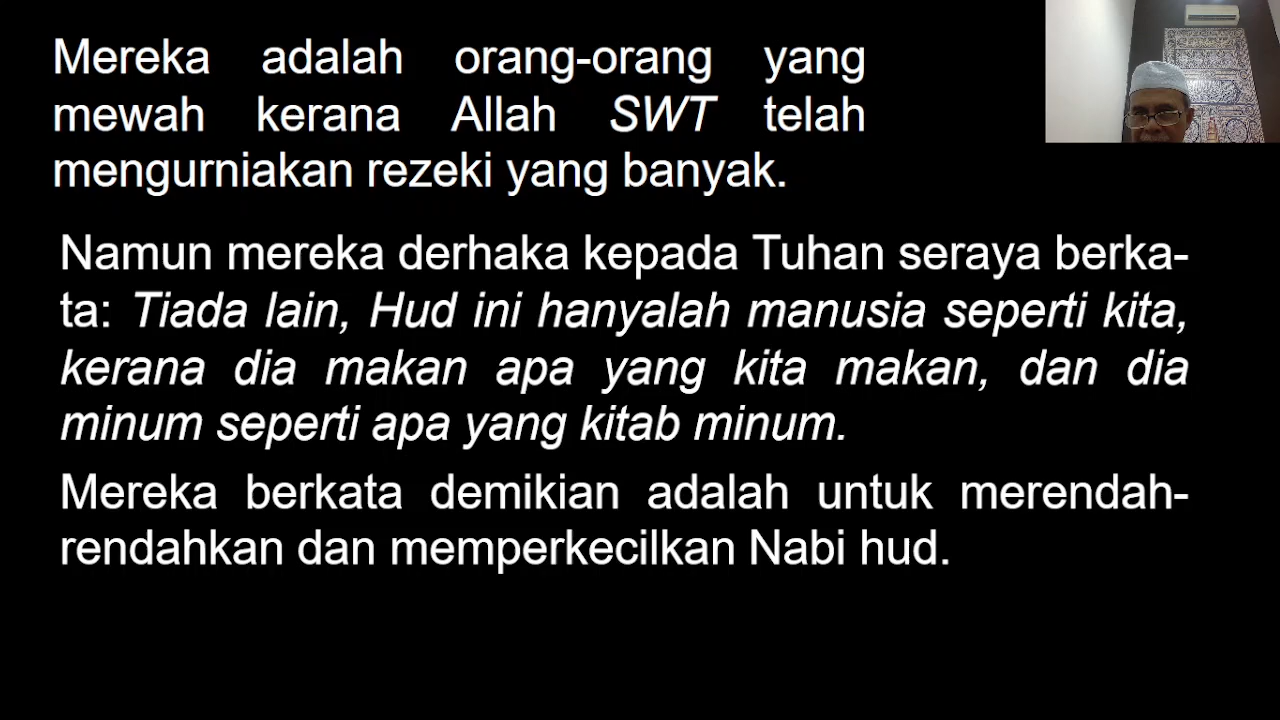 Mereka adalah orang-orang yang
mewah kerana Allah SWT telah
mengurniakan rezeki yang banyak.
Namun mereka derhaka kepada Tuhan seraya berka-
ta: Tiada lain, Hud ini hanyalah manusia seperti kita,
kerana dia makan apa yang kita makan, dan dia
minum seperti apa yang kitab minum.
Mereka berkata demikian adalah untuk merendah-
rendahkan dan memperkecilkan Nabi hud.